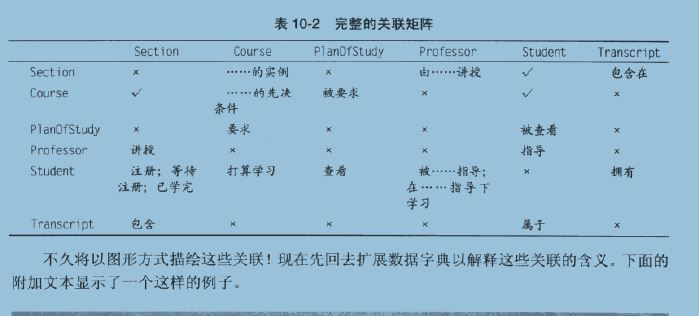 表 10-2 完整的关联矩阵
Section Course PlanOfStudy Professor Student Transcript
Section × ……的实例 × 由……讲授 ✓ 包含在
Course ✓ ……的先决 被要求 × ✓ ×
条件
PlanOfStudy × 要求 × × 被查看 ×
Professor 讲授 × × × 指导 ×
Student 注册；等待 打算学习 查看 被……指导； × 拥有
注册；已学完 在……指导下
学习
Transcript 包含 × × × 属于 ×
不久将以图形方式描绘这些关联！现在先回去扩展数据字典以解释这些关联的含义。下面的
附加文本显示了一个这样的例子。